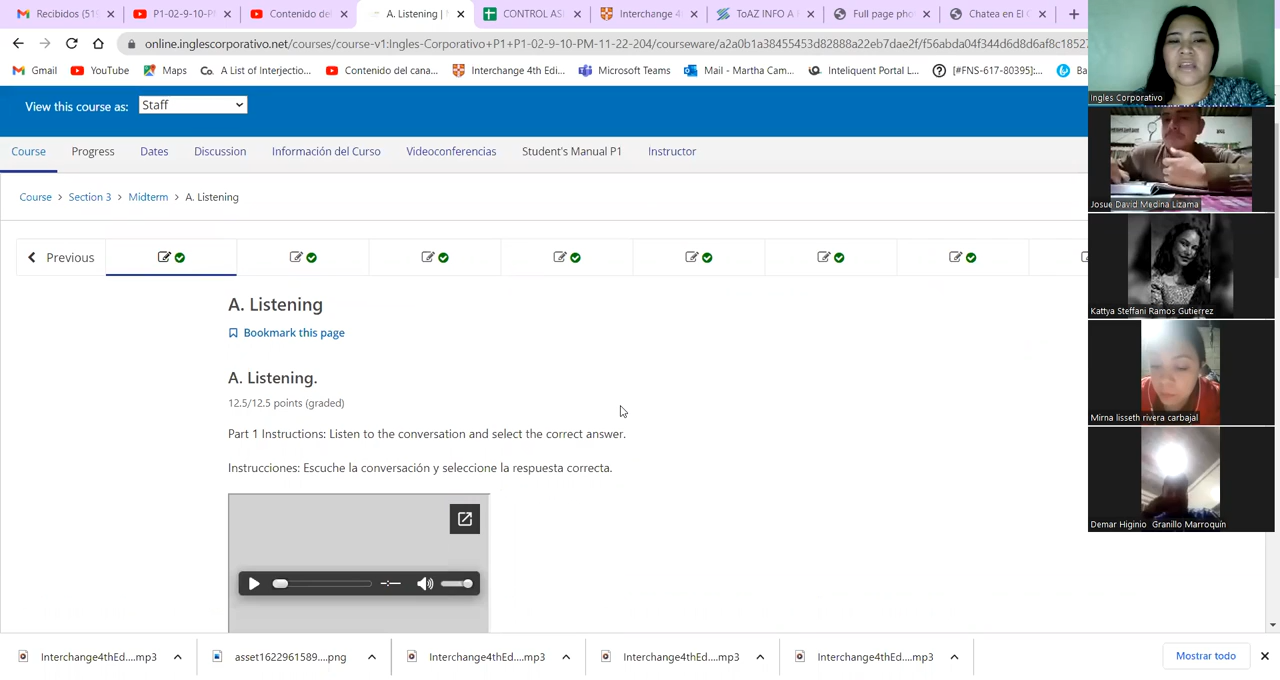 Recibidos (51
P1-02-9-10-P
Contenido de
A. Listening |
CONTROL AS
Interchange 4
ToAZ INFO A
Full page pho
Chatea en El C
online.inglescorporativo.net/courses/course-v1:Ingles-Corporativo+P1+P1-02-9-10-PM-11-22-204/courseware/a2a0b1a38455453d82888a22eb7dae2f/f56abda04f344d6d8d6af8c1852
Gmail
YouTube
Maps
A List of Interjectio...
Contenido del cana...
Interchange 4th Edi...
Microsoft Teams
Mail - Martha Cam...
Inteliquent Portal L...
[#FNS-617-80395]:...
Ba
View this course as:
Staff
Course
Progress
Dates
Discussion
Información del Curso
Videoconferencias
Student's Manual P1
Instructor
Course > Section 3 > Midterm > A. Listening
Previous
A. Listening
Bookmark this page
A. Listening.
12.5/12.5 points (graded)
Part 1 Instructions: Listen to the conversation and select the correct answer.
Instrucciones: Escuche la conversación y seleccione la respuesta correcta.
-:--
Ingles Corporativo
Josue David Medina Lizama
Kattya Steffani Ramos Gutierrez
Mirna lisseth rivera carbajal
Demar Higinio Granillo Marroquín
Interchange4thEd....mp3
asset1622961589....png
Interchange4thEd....mp3
Interchange4thEd....mp3
Interchange4thEd....mp3
Mostrar todo